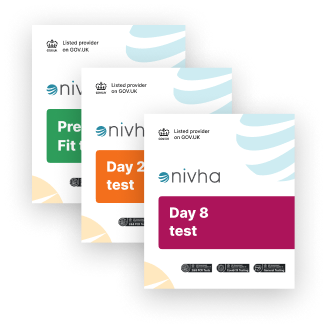 Listed provider
on GOV.UK
nivha
Pre
Fit t
Listed provider
on GOV.UK
nivha
Day 2
test
Listed provider
on GOV.UK
nivha
Day 8
test